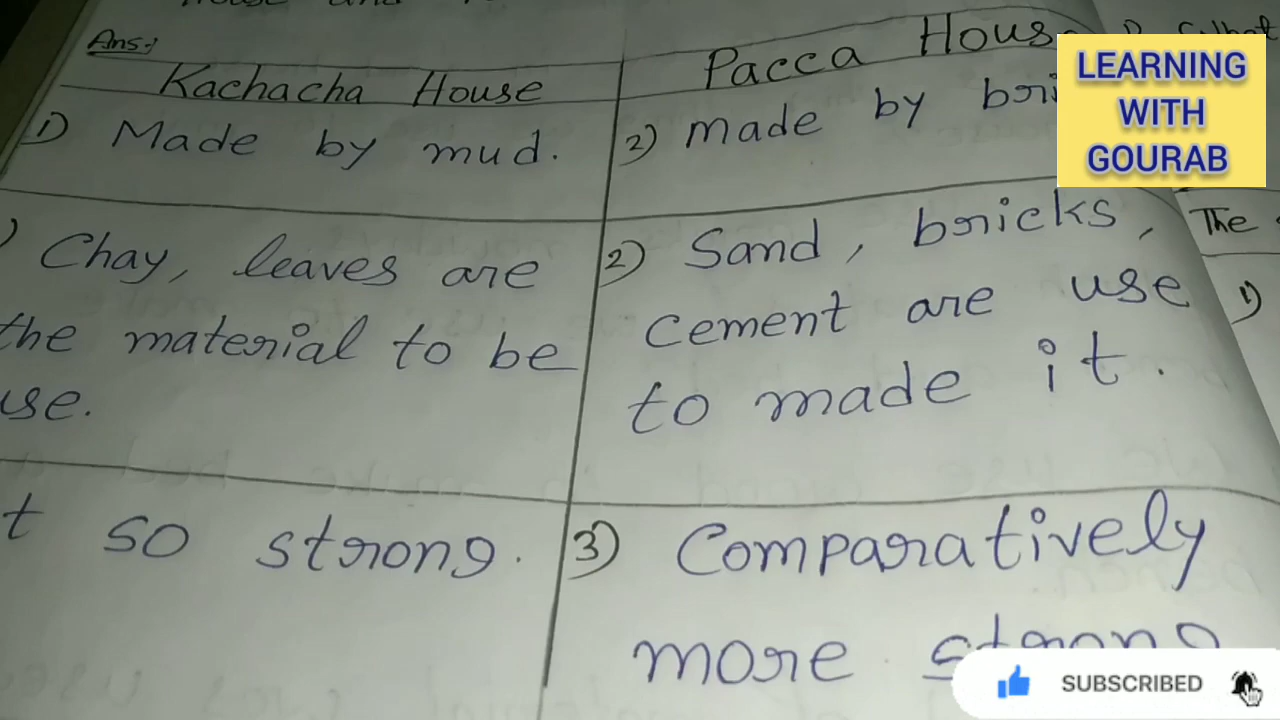 Ans:-
Kachacha House
Pacca
1) Made by mud.
2) made by
) Chay, leaves are
the material to be
use.
2) Sand, bricks,
cement are use
to made it.
t so strong.
3) Comparatively
more strong
The
1)
LEARNING
WITH
GOURAB
SUBSCRIBED